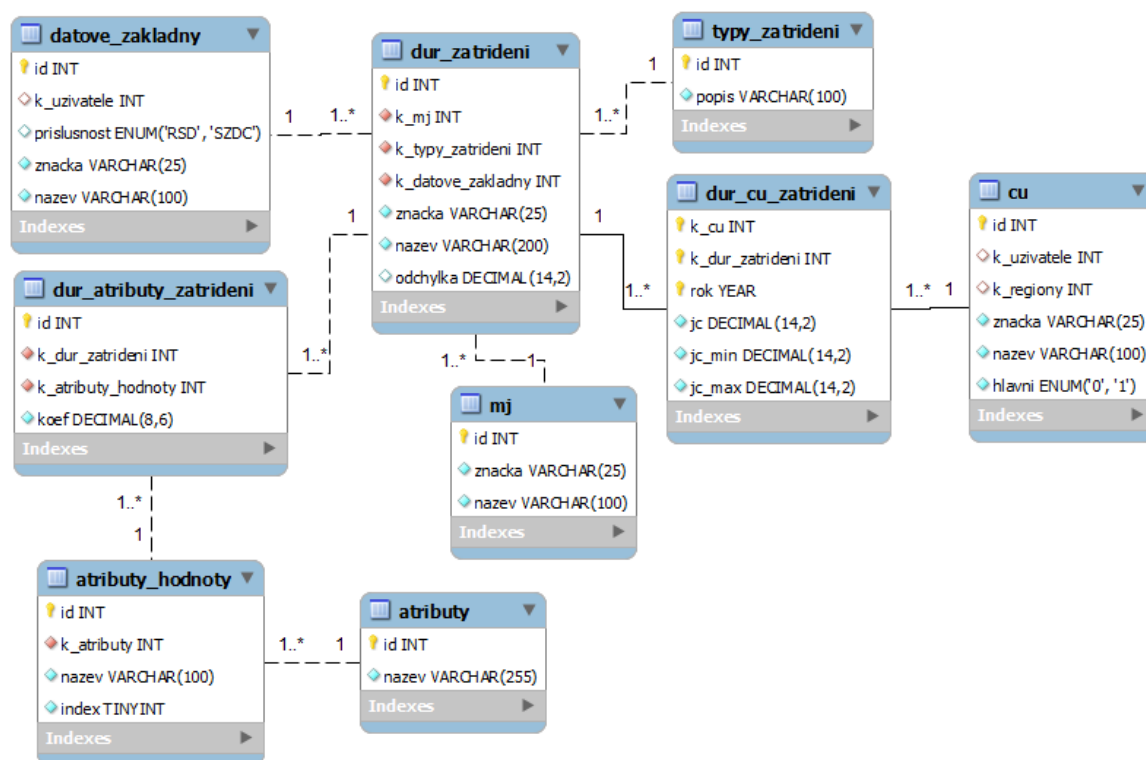 datove_zakladny
id INT
k_uzivatele INT
prislusnost ENUM('RSD', 'SZDC')
znacka VARCHAR(25)
nazev VARCHAR(100)
Indexes
1
1..*
dur_zatrideni
id INT
k_mj INT
k_typy_zatrideni INT
k_datove_zakladny INT
znacka VARCHAR(25)
nazev VARCHAR(200)
odchylka DECIMAL(14,2)
Indexes
1
1..*
typy_zatrideni
id INT
popis VARCHAR(100)
Indexes
1
1..*
dur_cu_zatrideni
k_cu INT
k_dur_zatrideni INT
rok YEAR
jc DECIMAL(14,2)
jc_min DECIMAL(14,2)
jc_max DECIMAL(14,2)
Indexes
1..*
1
cu
id INT
k_uzivatele INT
k_regiony INT
znacka VARCHAR(25)
nazev VARCHAR(100)
hlavni ENUM('0', '1')
Indexes
1
1..*
dur_atributy_zatrideni
id INT
k_dur_zatrideni INT
k_atributy_hodnoty INT
koef DECIMAL(8,6)
Indexes
1..*
1
mj
id INT
znacka VARCHAR(25)
nazev VARCHAR(100)
Indexes
1..*
1
atributy_hodnoty
id INT
k_atributy INT
nazev VARCHAR(100)
index TINYINT
Indexes
1..*
1
atributy
id INT
nazev VARCHAR(255)
Indexes